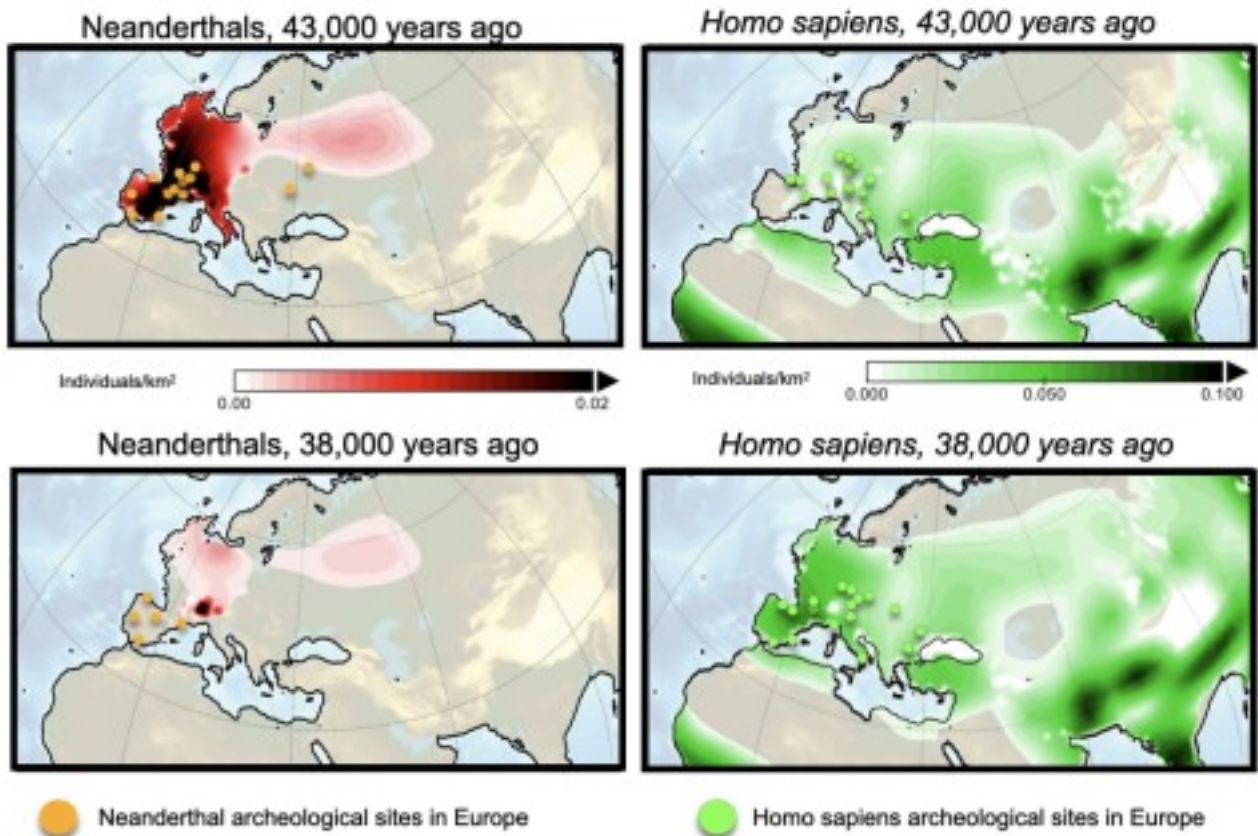 Neanderthals, 43,000 years ago
Homo sapiens, 43,000 years ago
Individuals/km²
0.00
0.02
Individuals/km²
0.000
0.050
0.100
Neanderthals, 38,000 years ago
Homo sapiens, 38,000 years ago
Neanderthal archeological sites in Europe
Homo sapiens archeological sites in Europe